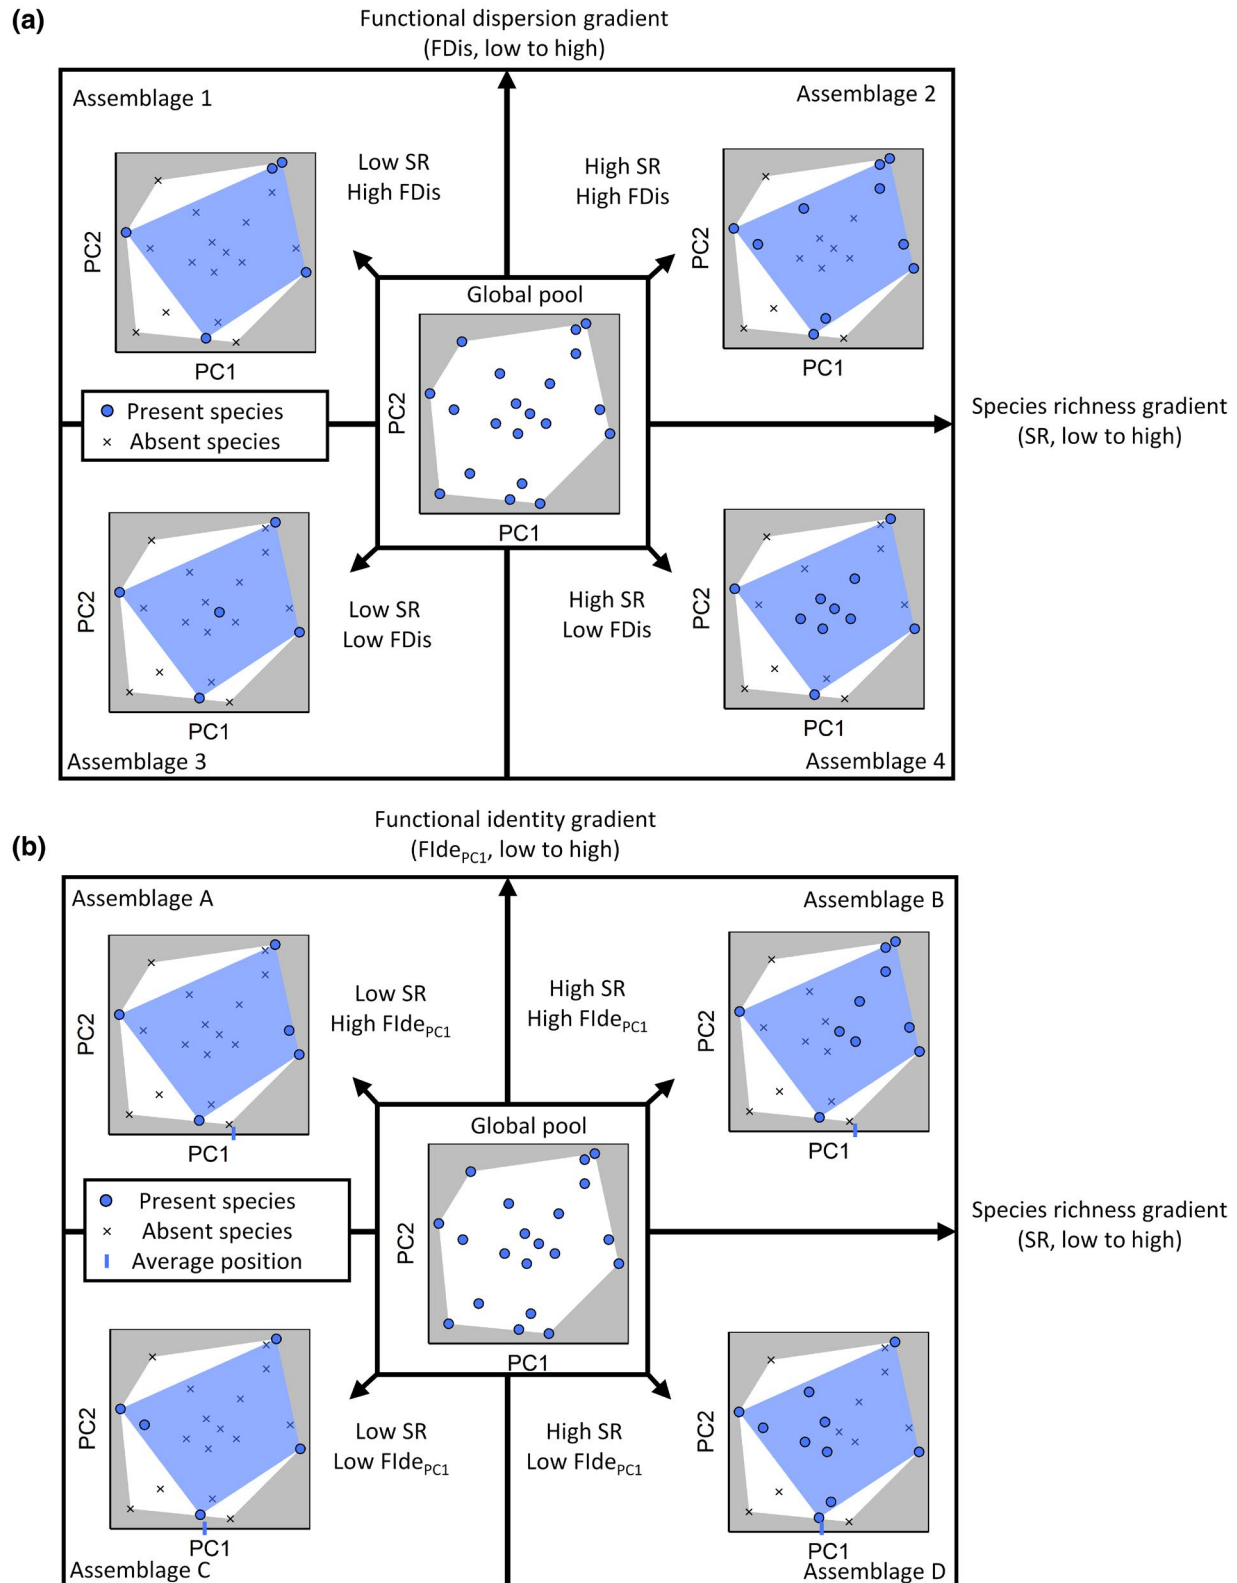 (a)
Functional dispersion gradient
(FDis, low to high)
Assemblage 1
Assemblage 2
Low SR
High FDis
High SR
High FDis
PC2
PC1
PC2
PC1
Global pool
PC2
PC1
Present species
Absent species
Species richness gradient
(SR, low to high)
PC2
PC1
Low SR
Low FDis
High SR
Low FDis
PC2
PC1
Assemblage 3
Assemblage 4
(b)
Functional identity gradient
(FIdePC1, low to high)
Assemblage A
Assemblage B
Low SR
High FIdePC1
High SR
High FIdePC1
PC2
PC1
PC2
PC1
Global pool
PC2
PC1
Present species
Absent species
Average position
Species richness gradient
(SR, low to high)
PC2
PC1
Low SR
Low FIdePC1
High SR
Low FIdePC1
PC2
PC1
Assemblage C
Assemblage D